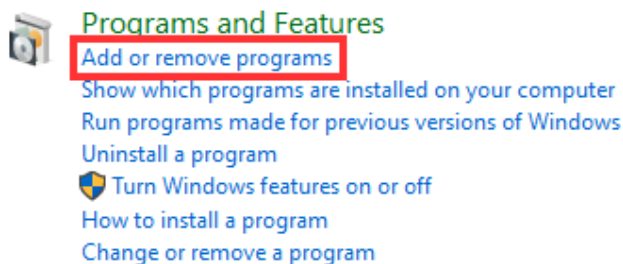 Programs and Features
Add or remove programs
Show which programs are installed on your computer
Run programs made for previous versions of Windows
Uninstall a program
Turn Windows features on or off
How to install a program
Change or remove a program